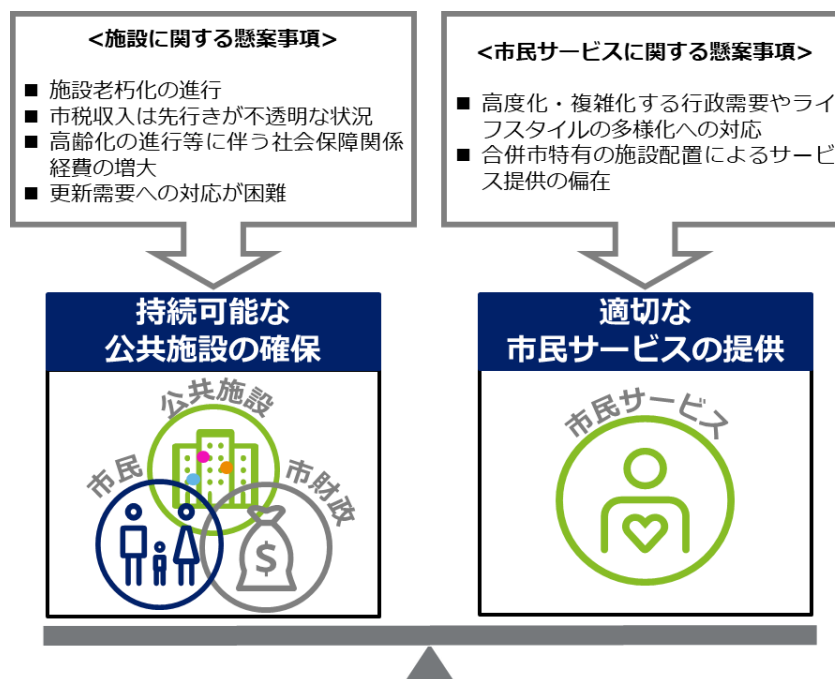 <施設に関する懸案事項>
■ 施設老朽化の進行
■ 市税収入は先行きが不透明な状況
■ 高齢化の進行等に伴う社会保障関係
経費の増大
■ 更新需要への対応が困難
<市民サービスに関する懸案事項>
■ 高度化・複雑化する行政需要やライ
フスタイルの多様化への対応
■ 合併市特有の施設配置によるサービ
ス提供の偏在
持続可能な
公共施設の確保
公共施設
市民
市財政
$
適切な
市民サービスの提供
市民サービス